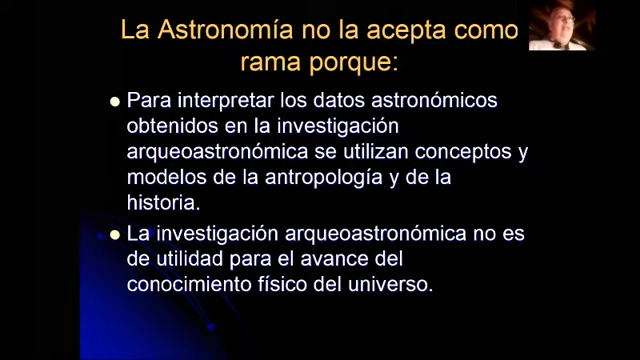 La Astronomía no la acepta como
rama porque:
Para interpretar los datos astronómicos
obtenidos en la investigación
arqueoastronómica se utilizan conceptos y
modelos de la antropología y de la
historia.
La investigación arqueoastronómica no es
de utilidad para el avance del
conocimiento físico del universo.